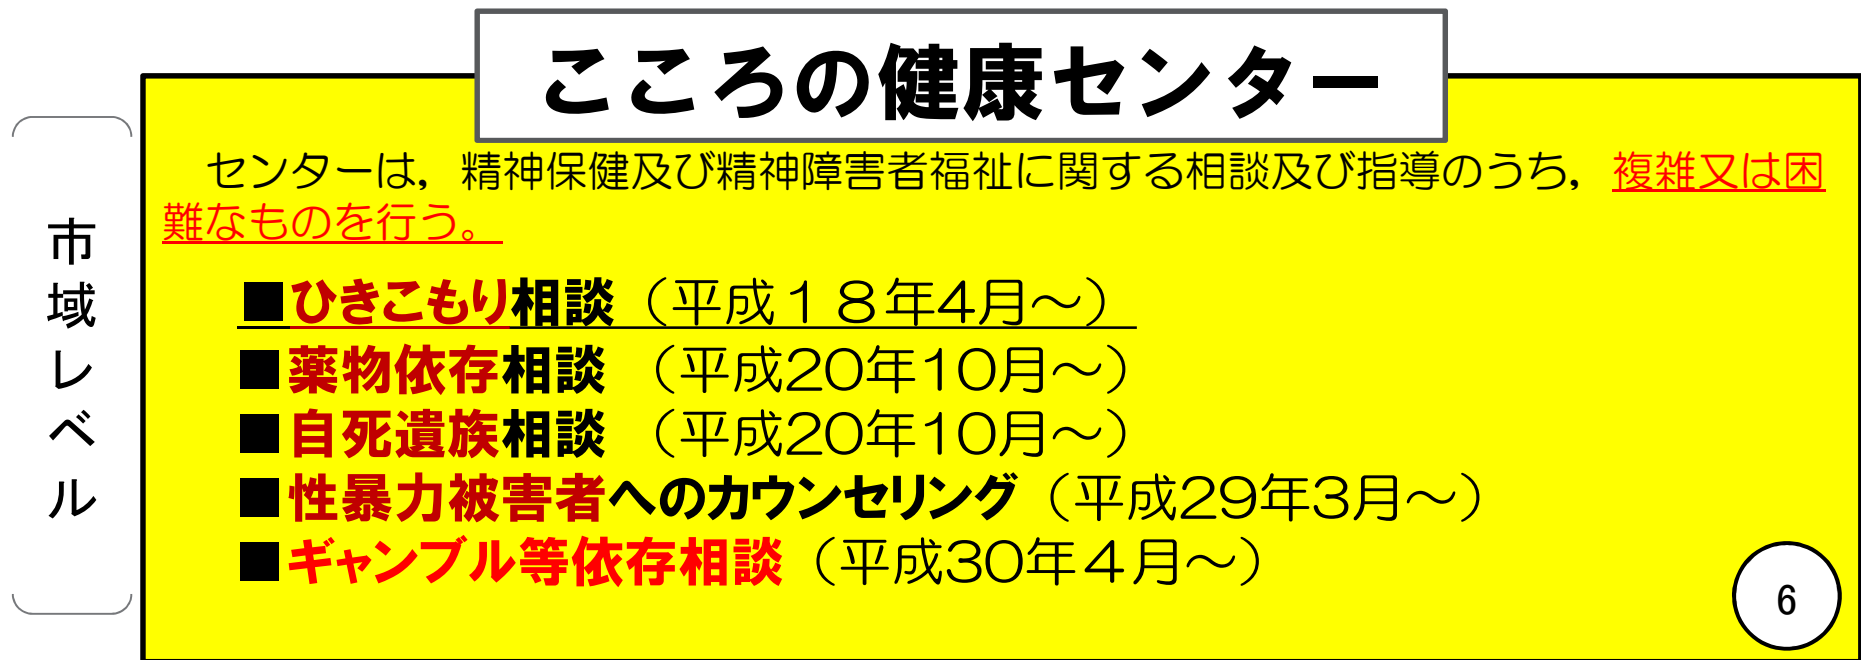 こころの健康センター
市域レベル
センターは，精神保健及び精神障害者福祉に関する相談及び指導のうち，複雑又は困
難なものを行う。
■ひきこもり相談（平成１８年4月～）
■薬物依存相談（平成20年10月～）
■自死遺族相談（平成20年10月～）
■性暴力被害者へのカウンセリング（平成29年3月～）
■ギャンブル等依存相談（平成30年４月～）
6